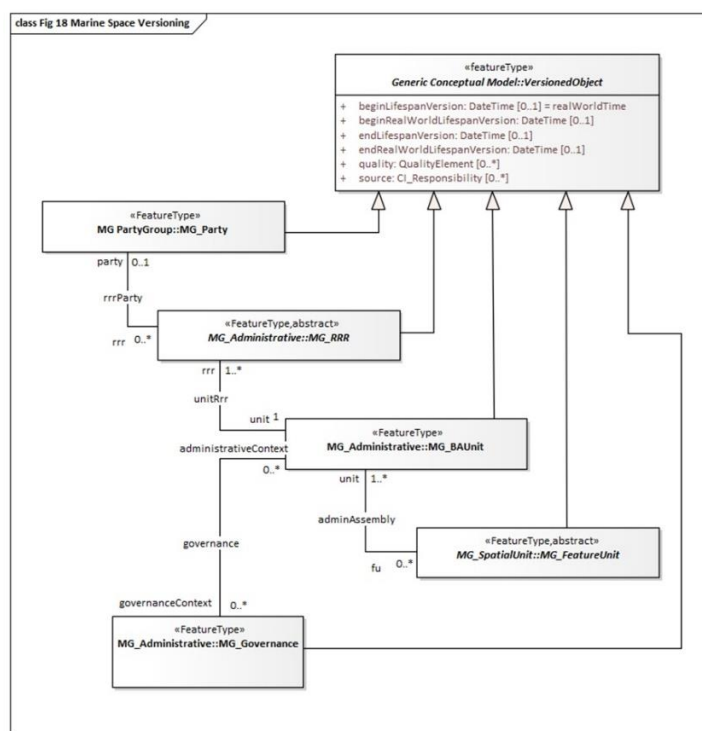 class Fig 18 Marine Space Versioning
«featureType»
Generic Conceptual Model::VersionedObject
+ beginLifespanVersion: DateTime [0..1] = realWorldTime
+ beginRealWorldLifespanVersion: DateTime [0..1]
+ endLifespanVersion: DateTime [0..1]
+ endRealWorldLifespanVersion: DateTime [0..1]
+ quality: QualityElement [0..*]
+ source: CI_Responsibility [0..*]
«FeatureType»
MG PartyGroup::MG_Party
party 0..1
rrrParty
rrr 0..*
«FeatureType,abstract»
MG_Administrative::MG_RRR
rrr 1..*
unitRrr
unit 1
«FeatureType»
MG_Administrative::MG_BAUnit
administrativeContext
0..*
unit 1..*
adminAssembly
fu 0..*
«FeatureType,abstract»
MG_SpatialUnit::MG_FeatureUnit
governance
governanceContext 0..*
«FeatureType»
MG_Administrative::MG_Governance